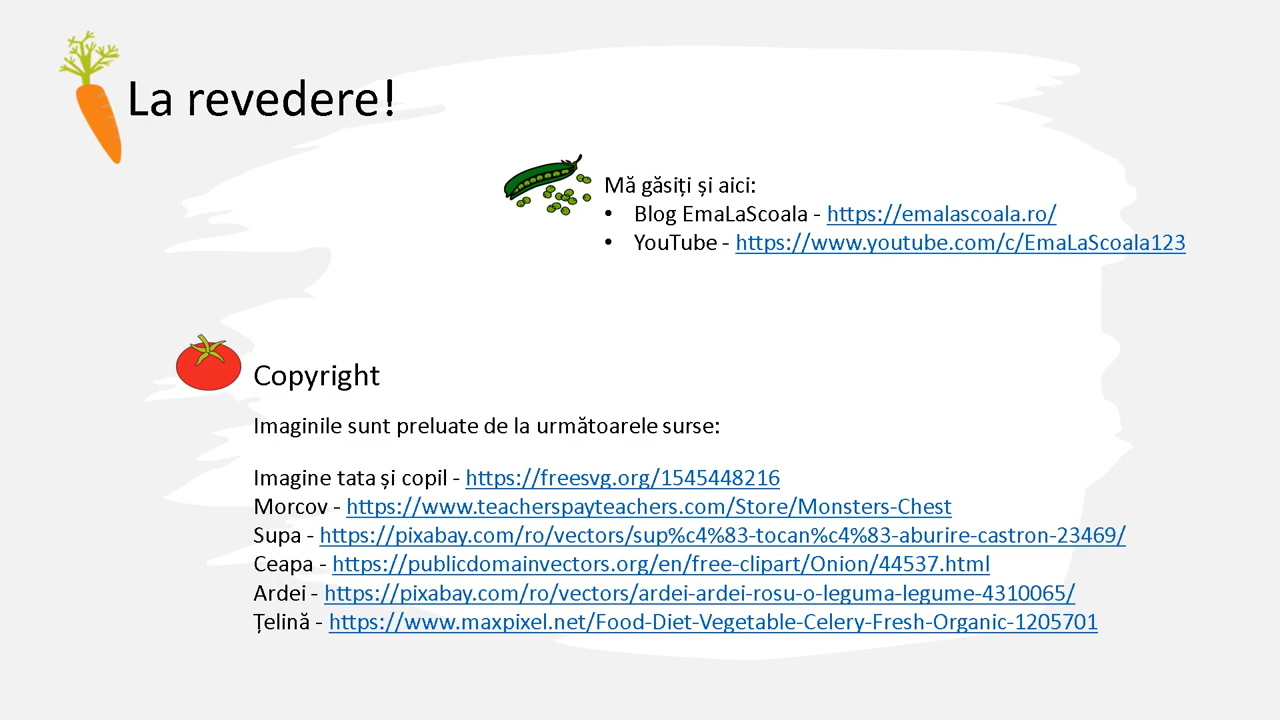 La revedere!
Mă găsiți și aici:
• Blog EmaLaScoala - https://emalascoala.ro/
• YouTube - https://www.youtube.com/c/EmaLaScoala123
Copyright
Imaginile sunt preluate de la următoarele surse:
Imagine tata și copil - https://freesvg.org/1545448216
Morcov - https://www.teacherspayteachers.com/Store/Monsters-Chest
Supa - https://pixabay.com/ro/vectors/sup%c4%83-tocan%c4%83-aburire-castron-23469/
Ceapa - https://publicdomainvectors.org/en/free-clipart/Onion/44537.html
Ardei - https://pixabay.com/ro/vectors/ardei-ardei-rosu-o-leguma-legume-4310065/
Țelină - https://www.maxpixel.net/Food-Diet-Vegetable-Celery-Fresh-Organic-1205701